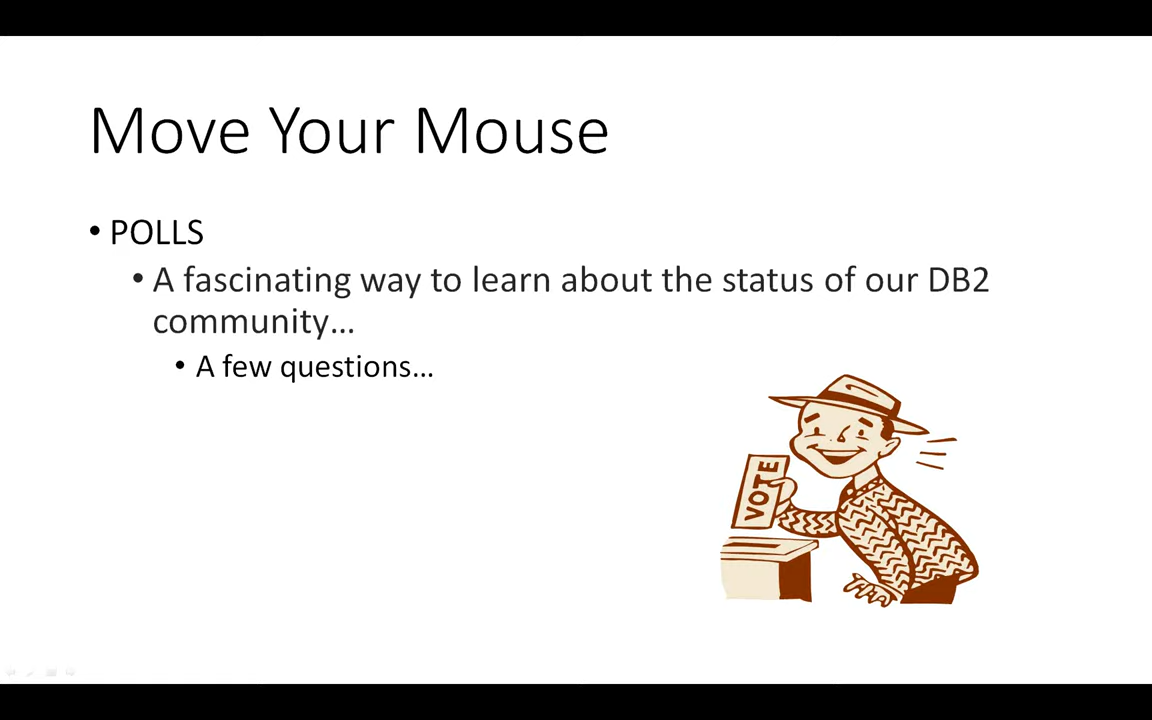 Move Your Mouse
• POLLS
• A fascinating way to learn about the status of our DB2
community…
• A few questions…
VOTE